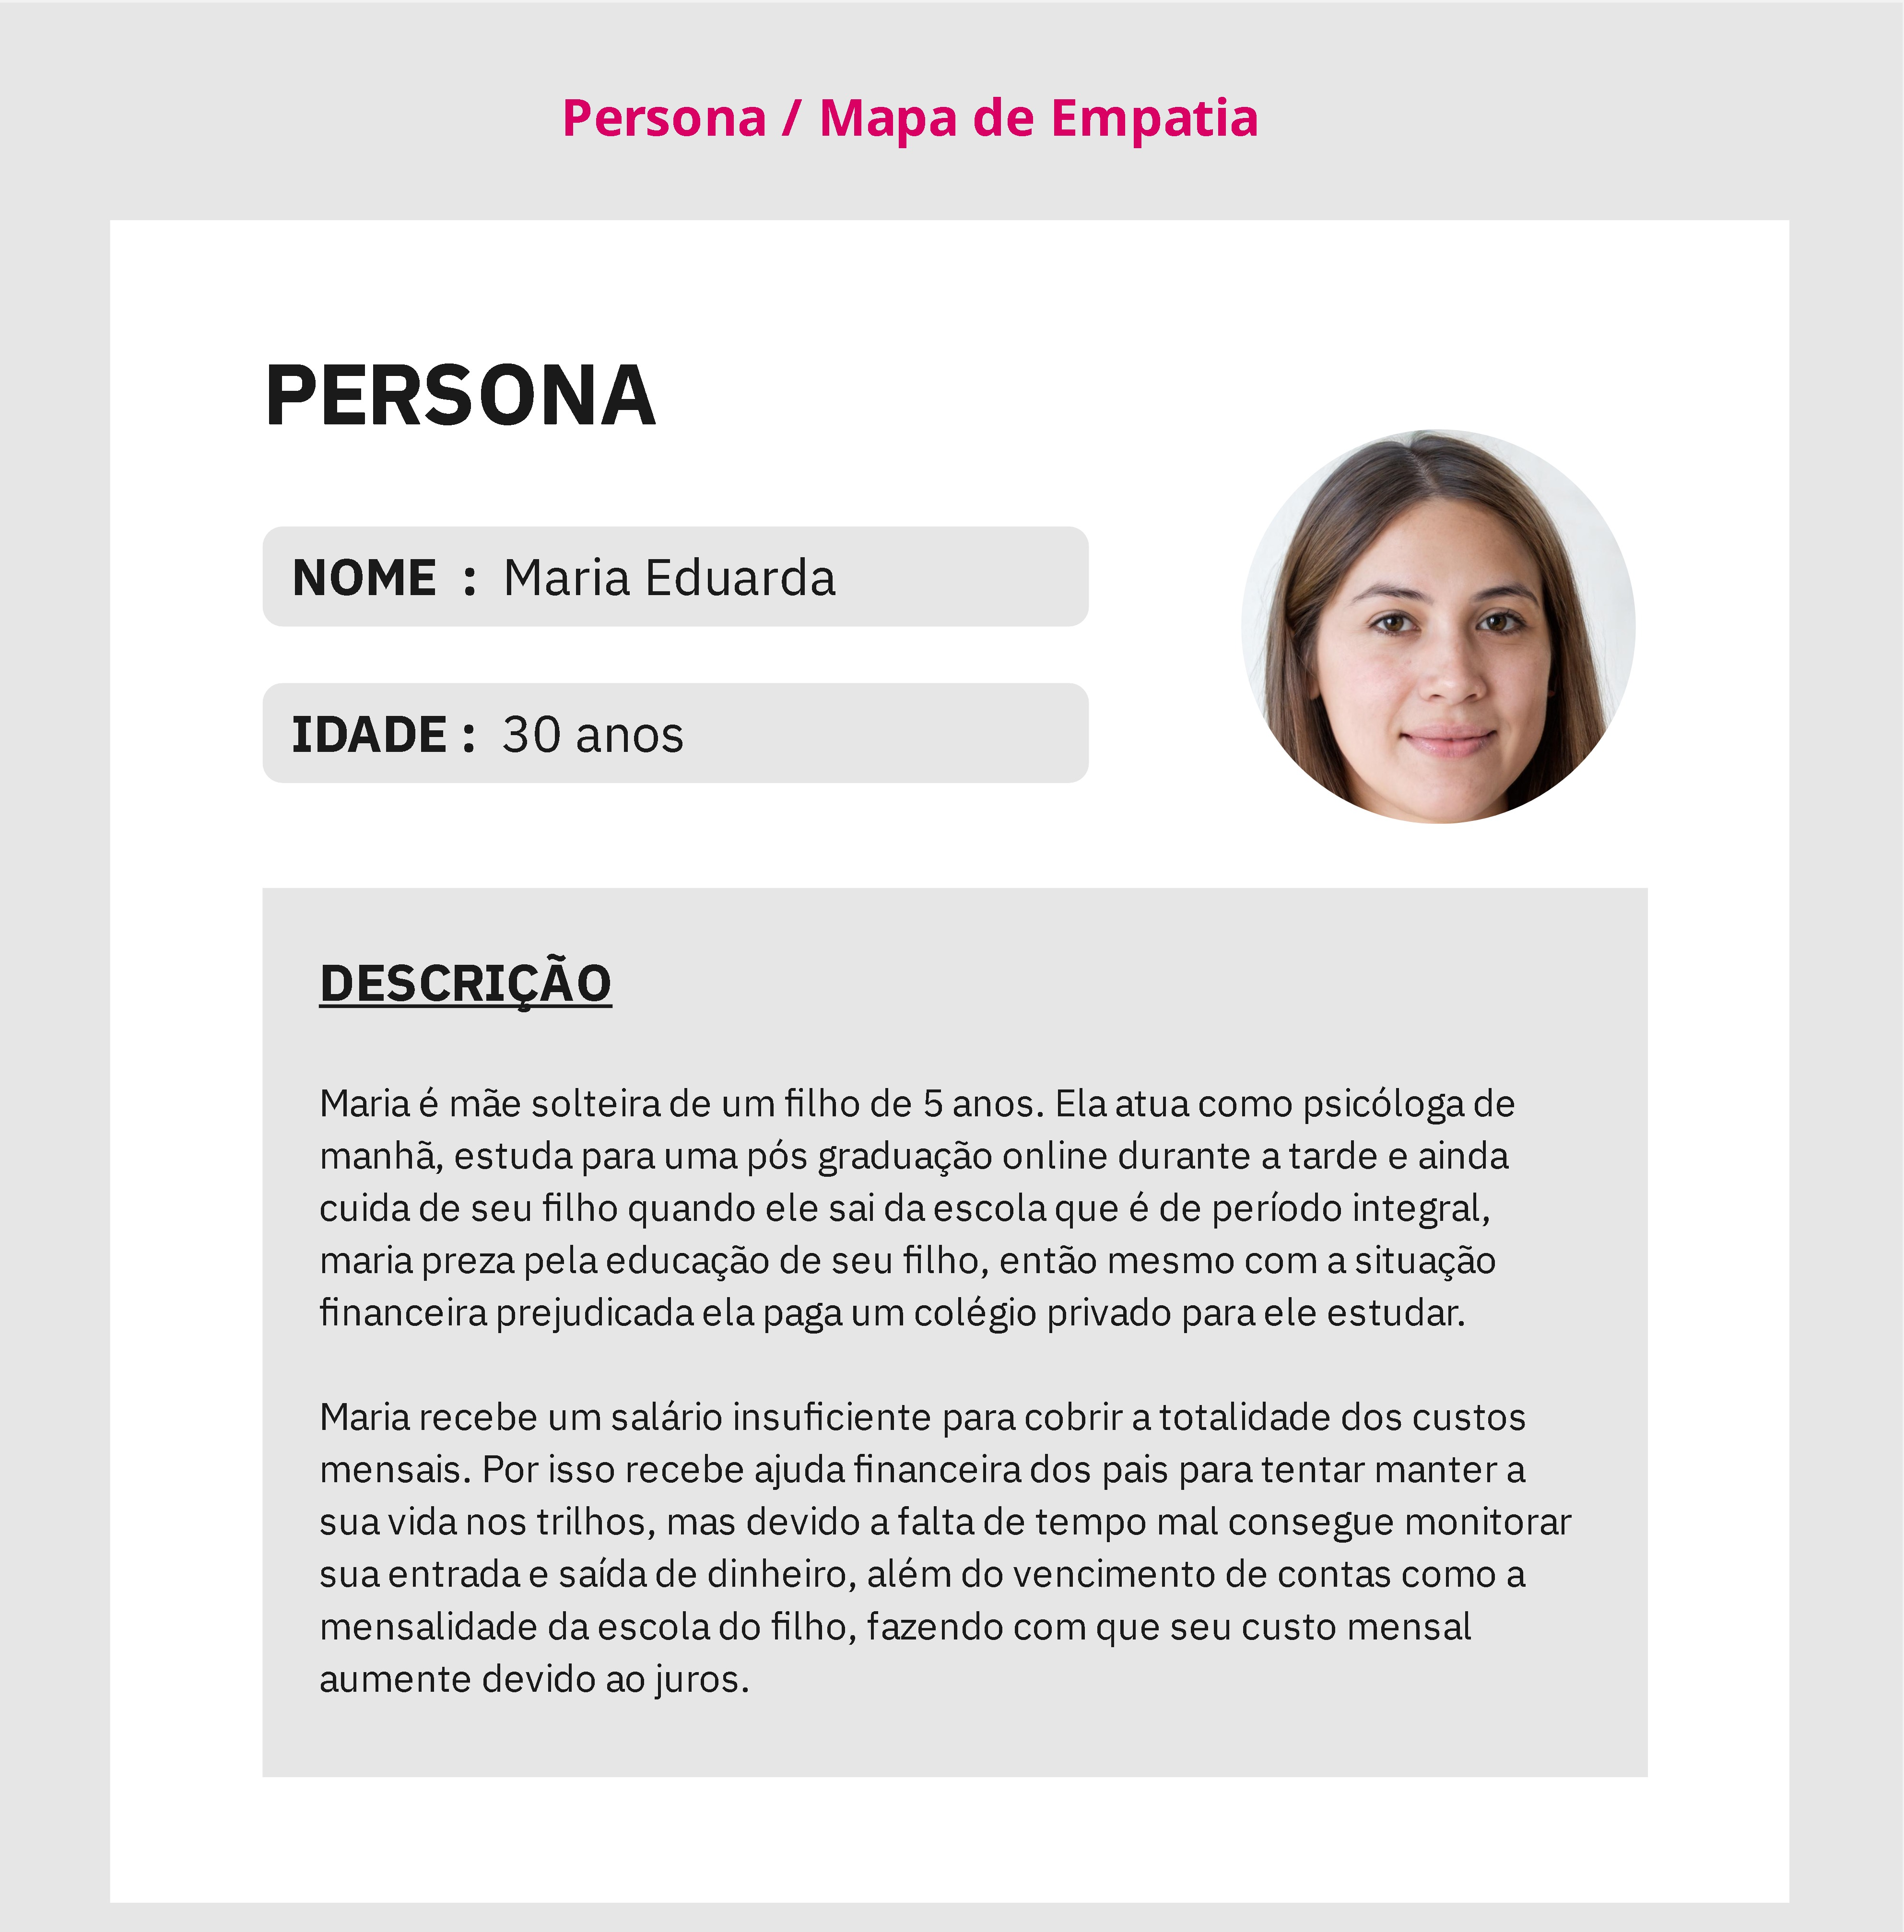 Persona / Mapa de Empatia
PERSONA
NOME : Maria Eduarda
IDADE : 30 anos
DESCRIÇÃO
Maria é mãe solteira de um filho de 5 anos. Ela atua como psicóloga de
manhã, estuda para uma pós graduação online durante a tarde e ainda
cuida de seu filho quando ele sai da escola que é de período integral,
maria preza pela educação de seu filho, então mesmo com a situação
financeira prejudicada ela paga um colégio privado para ele estudar.
Maria recebe um salário insuficiente para cobrir a totalidade dos custos
mensais. Por isso recebe ajuda financeira dos pais para tentar manter a
sua vida nos trilhos, mas devido a falta de tempo mal consegue monitorar
sua entrada e saída de dinheiro, além do vencimento de contas como a
mensalidade da escola do filho, fazendo com que seu custo mensal
aumente devido ao juros.